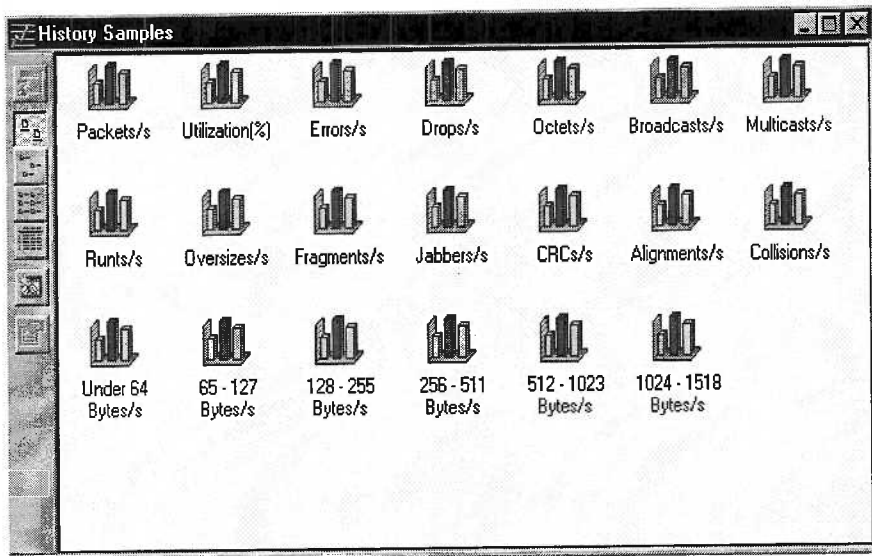 History Samples
Packets/s Utilization(%) Errors/s Drops/s Octets/s Broadcasts/s Multicasts/s
Runts/s Oversizes/s Fragments/s Jabbers/s CRCs/s Alignments/s Collisions/s
Under 64 65 - 127 128 - 255 256 - 511 512 - 1023 1024 - 1518
Bytes/s Bytes/s Bytes/s Bytes/s Bytes/s Bytes/s